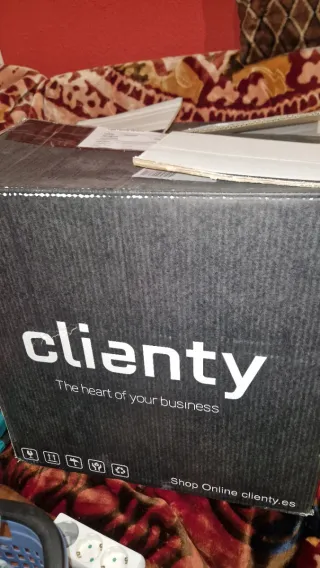 clienty
The heart of your business
Shop Online clienty.es